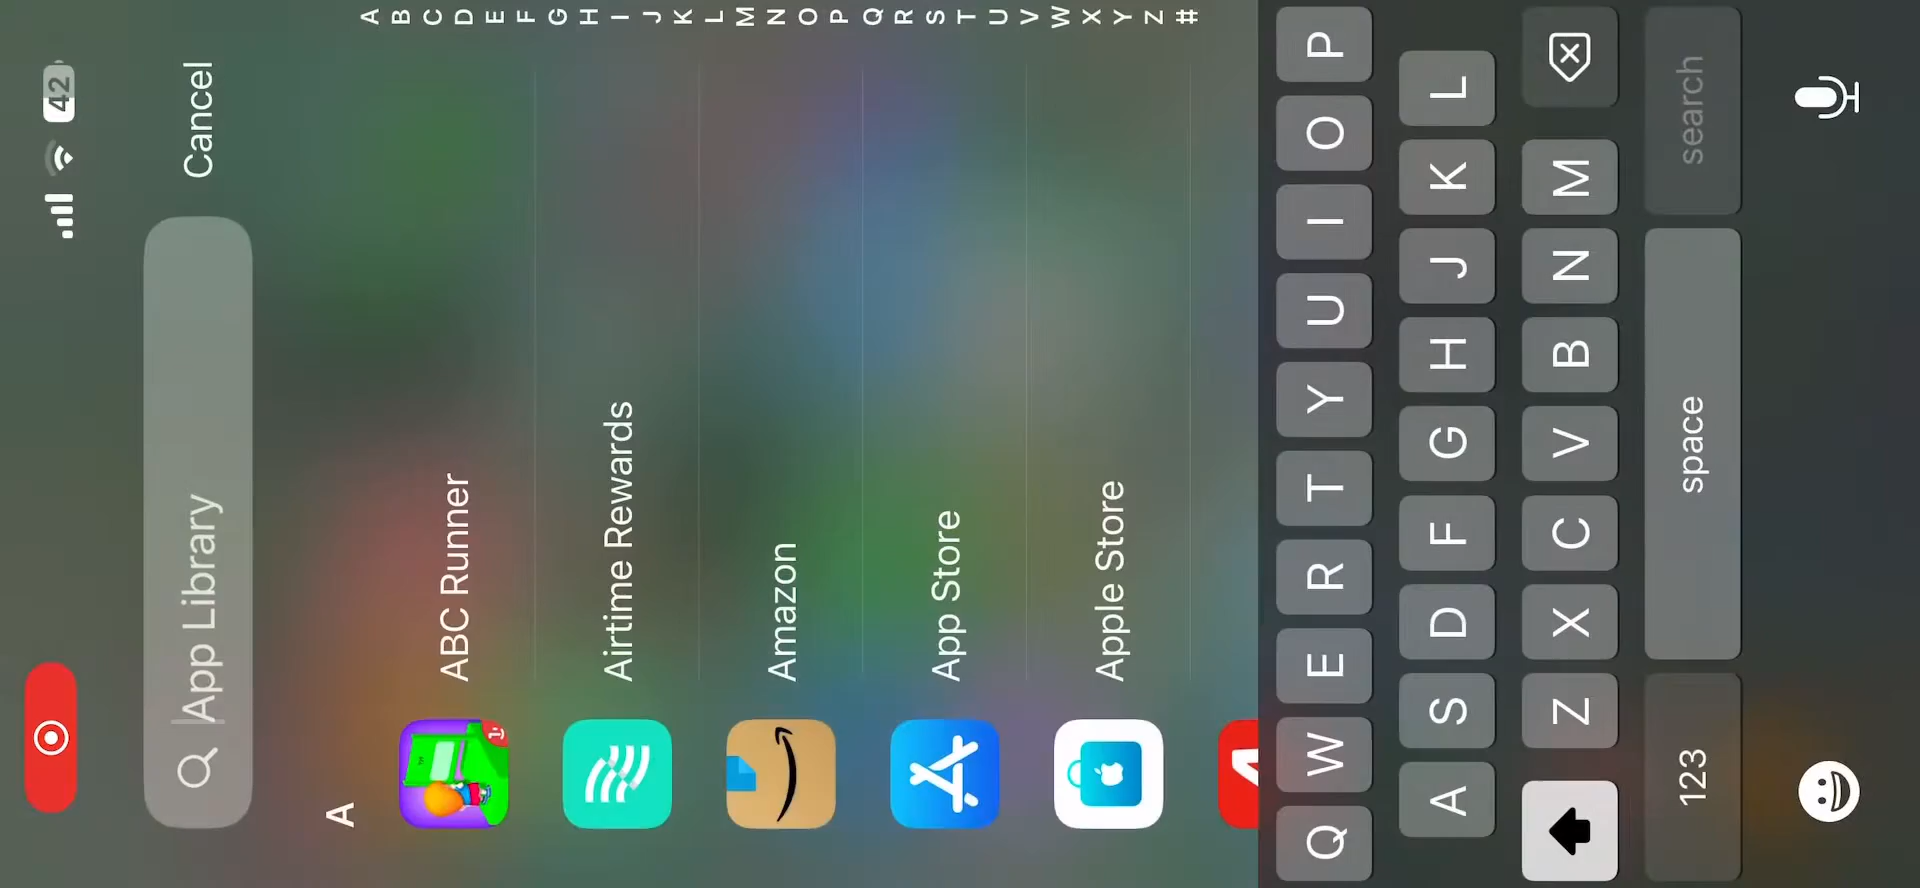 42
App Library
Cancel
A
ABC Runner
Airtime Rewards
Amazon
App Store
Apple Store
A
B
C
D
E
F
G
H
I
J
K
L
M
N
O
P
Q
R
S
T
U
V
W
X
Y
Z
#
Q W E R T Y U I O P
A S D F G H J K L
Z X C V B N M
123 space search